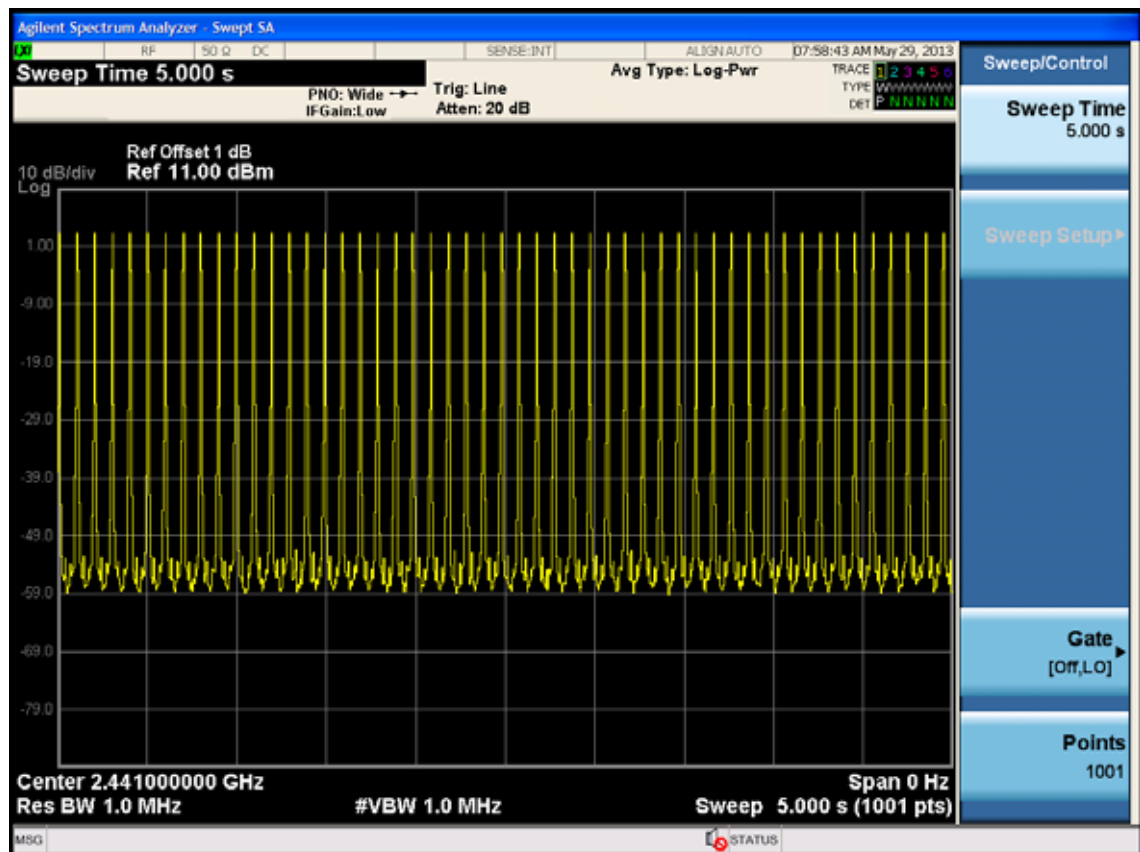 Agilent Spectrum Analyzer - Swept SA
RF 50 Ω DC SENSE:INT ALIGN AUTO 07:58:43 AM May 29, 2013
Sweep Time 5.000 s
PNO: Wide
IFGain:Low
Trig: Line
Atten: 20 dB
Avg Type: Log-Pwr
TRACE 1 2 3 4 5 6
TYPE WWWWWW
DET P N N N N N
Ref Offset 1 dB
10 dB/div Ref 11.00 dBm
Log
1.00
-9.00
-19.0
-29.0
-39.0
-49.0
-59.0
-69.0
-79.0
Center 2.441000000 GHz Span 0 Hz
Res BW 1.0 MHz #VBW 1.0 MHz Sweep 5.000 s (1001 pts)
MSG STATUS
Sweep/Control
Sweep Time
5.000 s
Sweep Setup
Gate
[Off,LO]
Points
1001